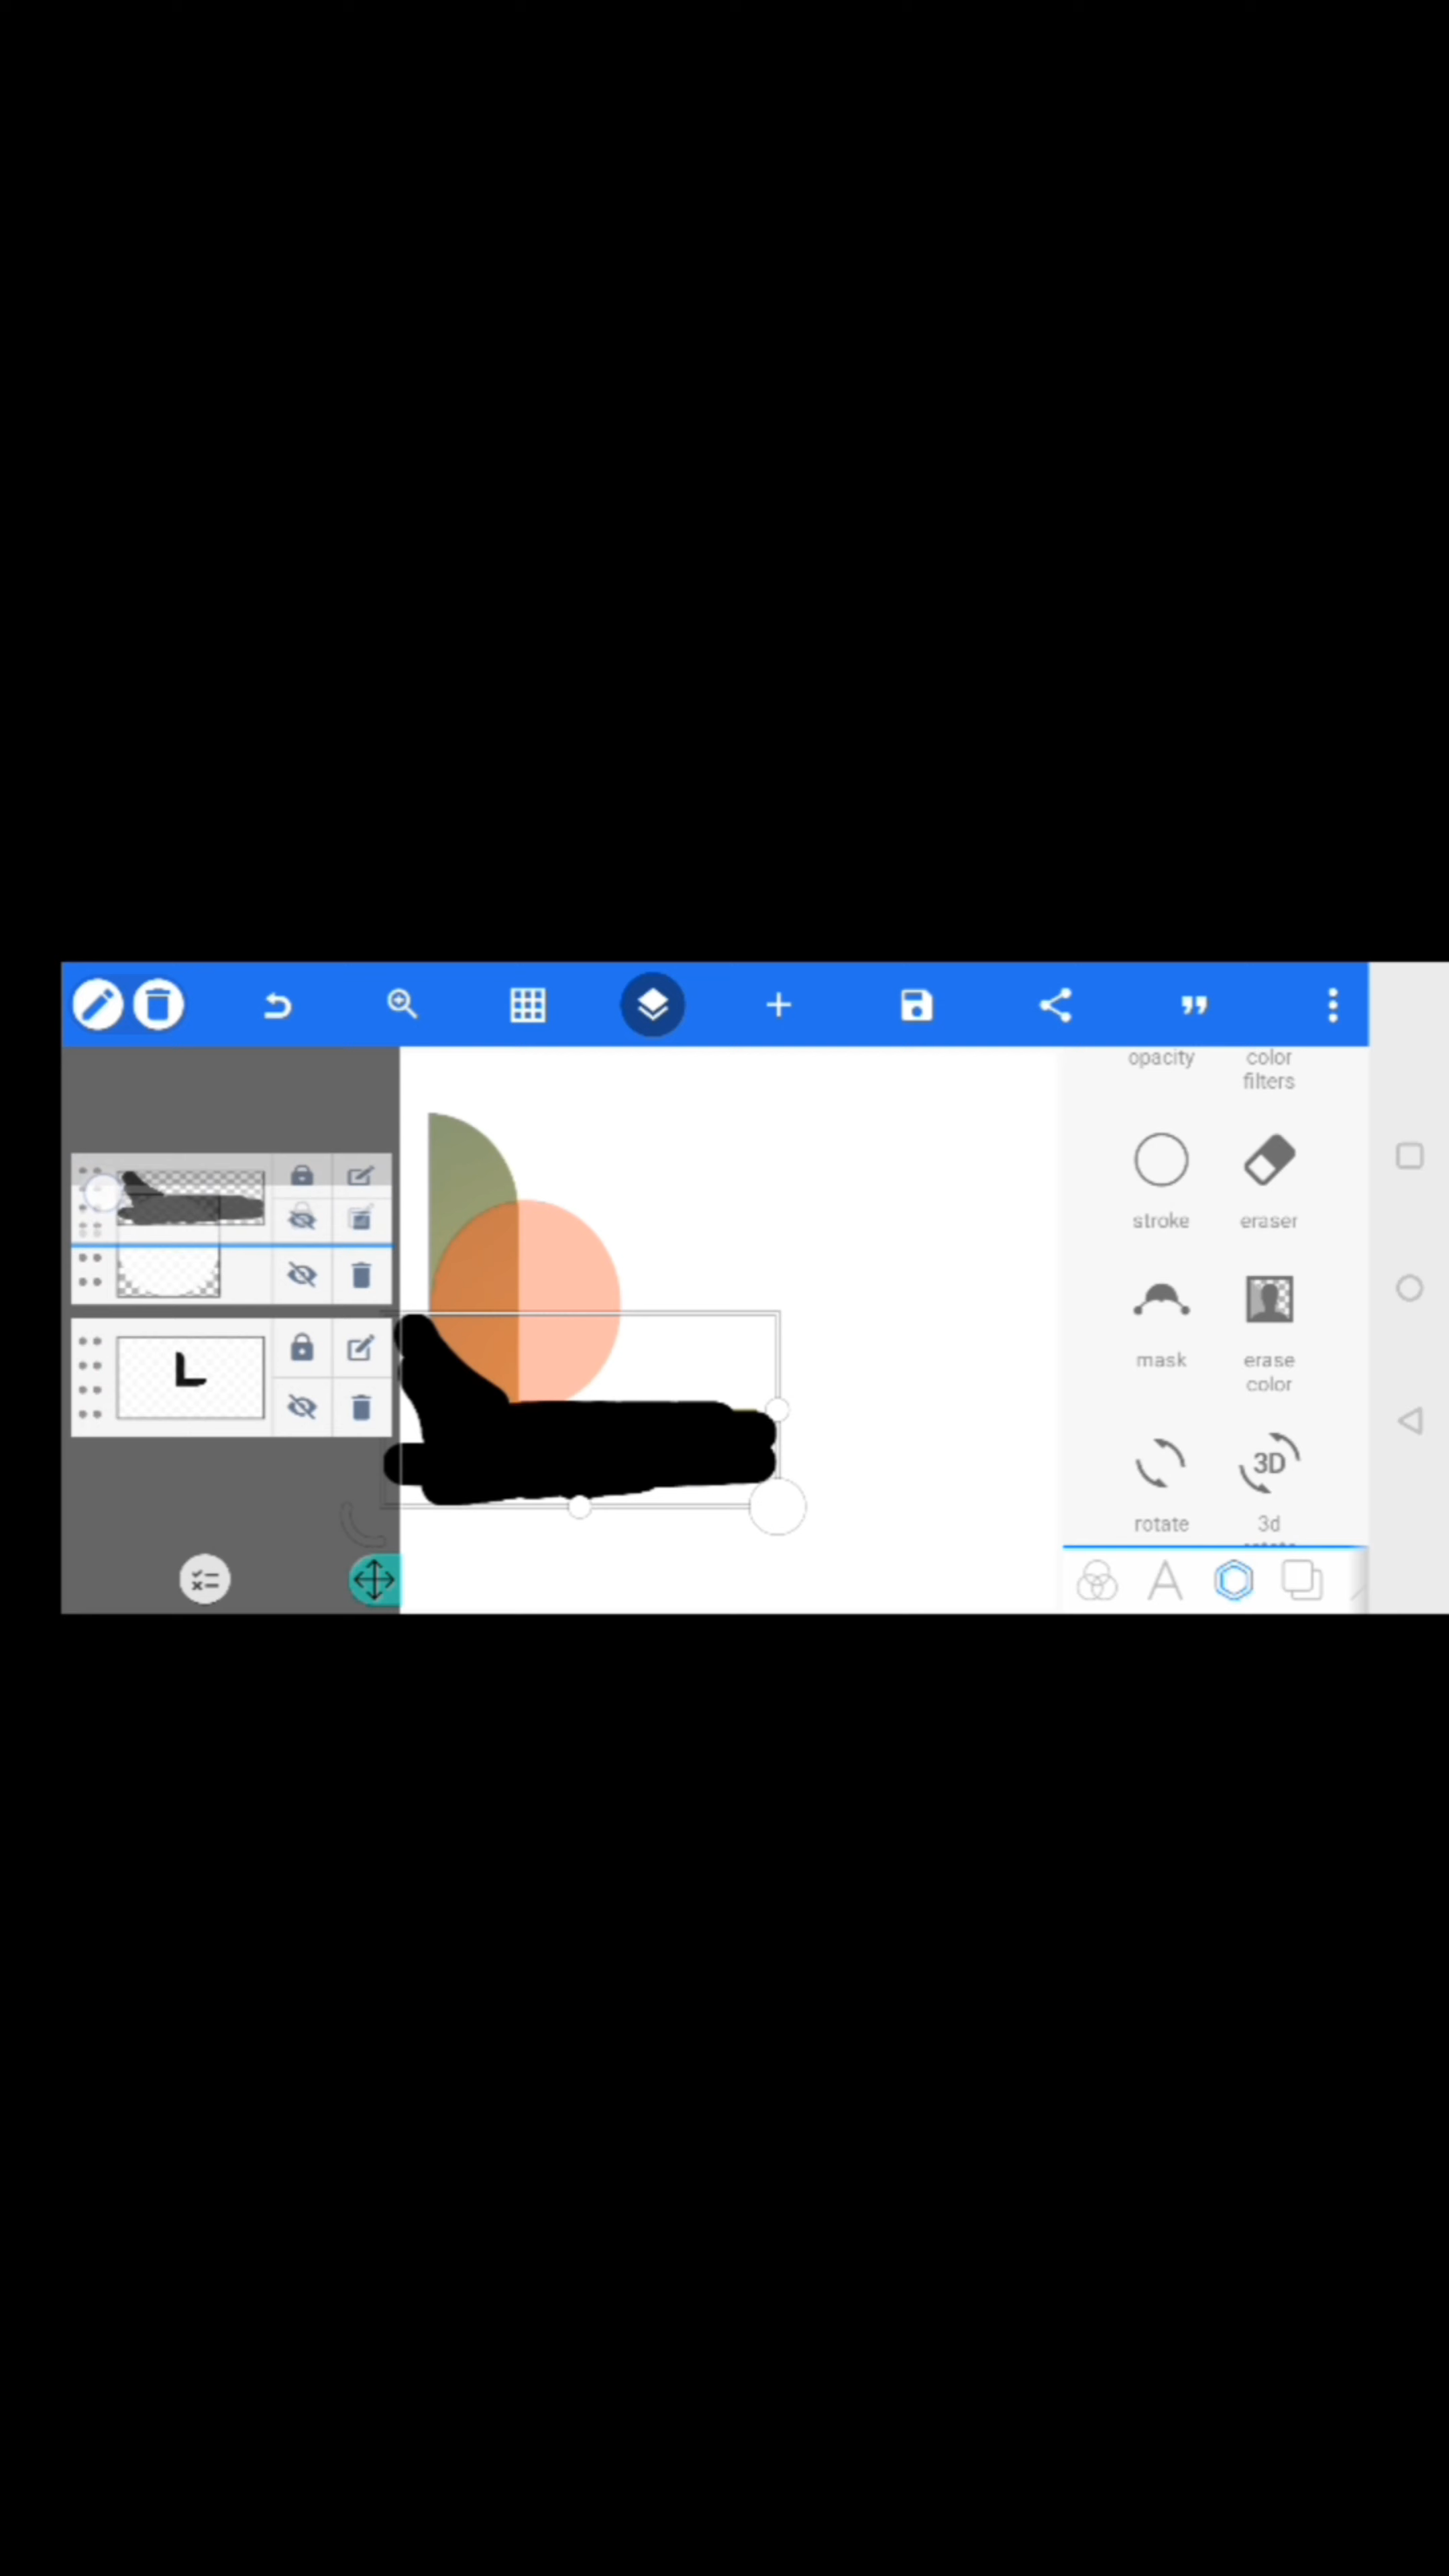 opacity
color
filters
stroke
eraser
mask
erase
color
rotate
3D
3d
A